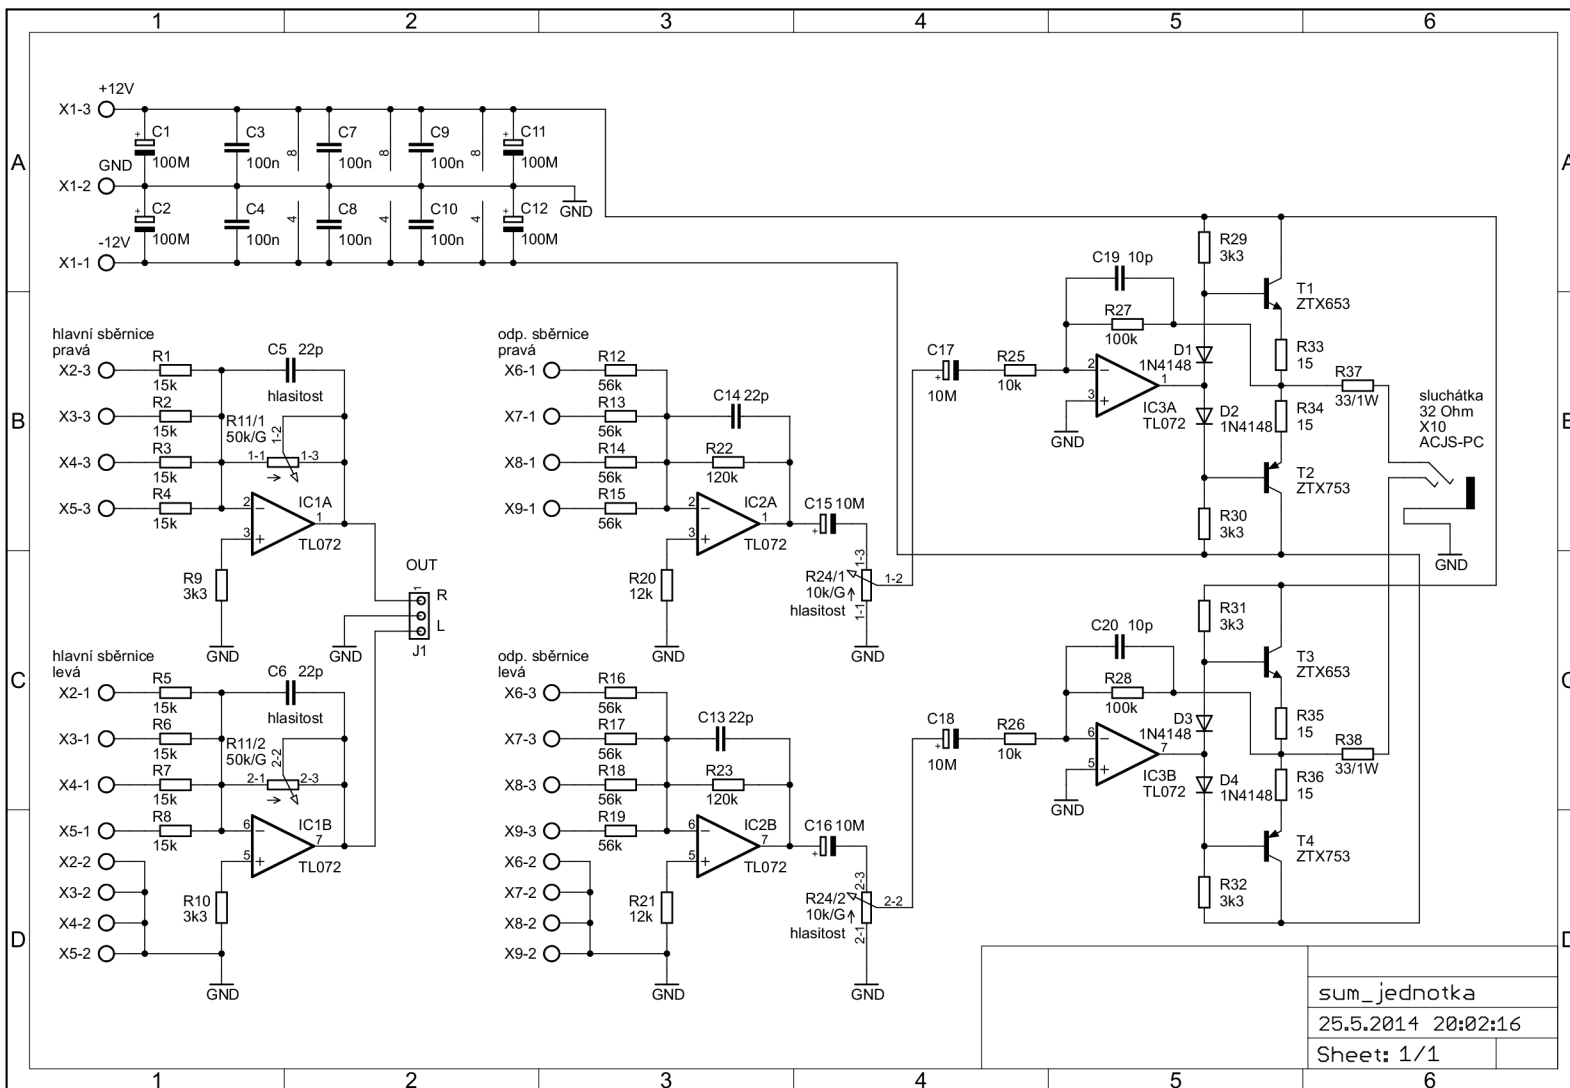 1 2 3 4 5 6
A
B
C
D
+12V
X1-3
GND
X1-2
-12V
X1-1
+ C1
100M
C3
100n
8
C7
100n
8
C9
100n
8
+ C11
100M
GND
+ C2
100M
C4
100n
4
C8
100n
4
C10
100n
4
+ C12
100M
hlavní sběrnice
pravá
X2-3
R1
15k
X3-3
R2
15k
X4-3
R3
15k
X5-3
R4
15k
C5 22p
hlasitost
R11/1
50k/G
1-2
1-1 1-3
IC1A
2
3
1
TL072
R9
3k3
GND
OUT
1
R
L
J1
GND
hlavní sběrnice
levá
X2-1
R5
15k
X3-1
R6
15k
X4-1
R7
15k
X5-1
R8
15k
X2-2
X3-2
X4-2
X5-2
C6 22p
hlasitost
R11/2
50k/G
2-2
2-1 2-3
IC1B
6
5
7
TL072
R10
3k3
GND
odp. sběrnice
pravá
X6-1
R12
56k
X7-1
R13
56k
X8-1
R14
56k
X9-1
R15
56k
C14 22p
R22
120k
IC2A
2
3
1
TL072
R20
12k
GND
C15 10M
+
1-3
R24/1
10k/G
hlasitost
1-2
1-1
GND
odp. sběrnice
levá
X6-3
R16
56k
X7-3
R17
56k
X8-3
R18
56k
X9-3
R19
56k
X6-2
X7-2
X8-2
X9-2
C13 22p
R23
120k
IC2B
6
5
7
TL072
R21
12k
GND
C16 10M
+
2-3
R24/2
10k/G
hlasitost
2-2
2-1
GND
C17
+
10M
R25
10k
C19 10p
R27
100k
2
3
1
IC3A
TL072
GND
D1
1N4148
D2
1N4148
R29
3k3
R30
3k3
T1
ZTX653
R33
15
R34
15
T2
ZTX753
R37
33/1W
sluchátka
32 Ohm
X10
ACJS-PC
GND
C18
+
10M
R26
10k
C20 10p
R28
100k
6
5
7
IC3B
TL072
GND
D3
1N4148
D4
1N4148
R31
3k3
R32
3k3
T3
ZTX653
R35
15
R36
15
T4
ZTX753
R38
33/1W
sum_jednotka
25.5.2014 20:02:16
Sheet: 1/1
A
B
C
D
1 2 3 4 5 6